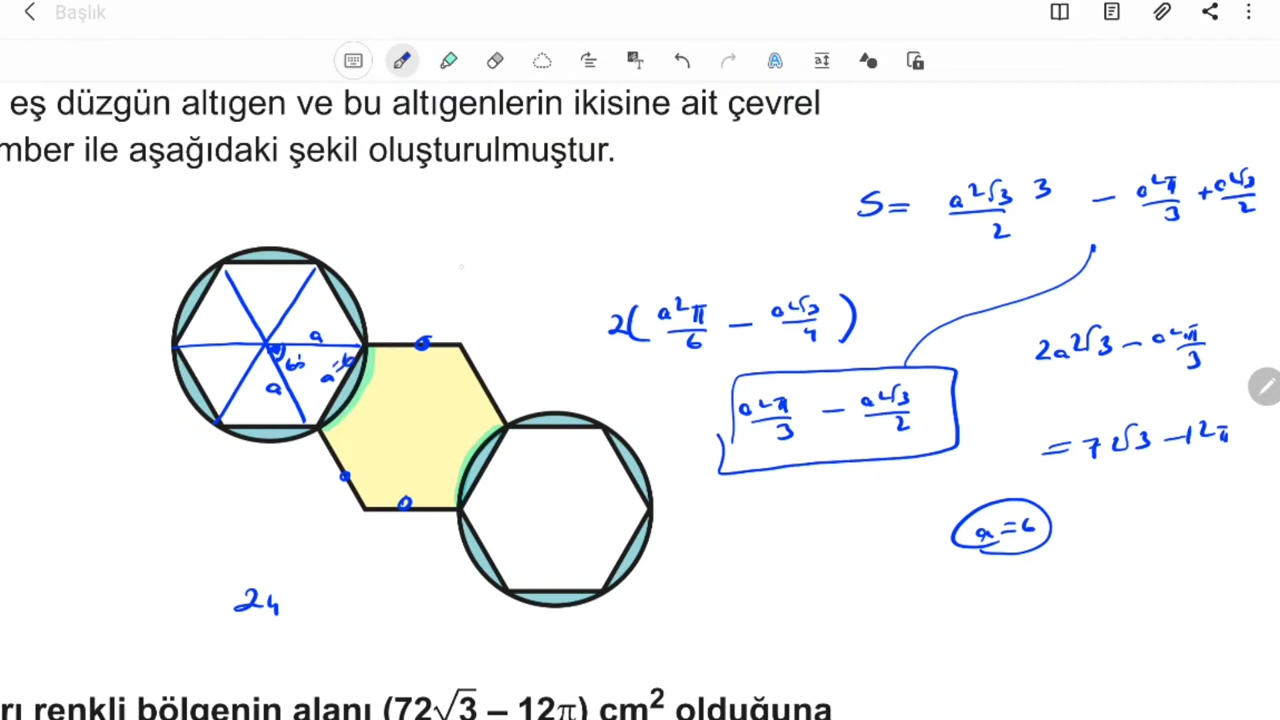 Başlık
eş düzgün altıgen ve bu altıgenlerin ikisine ait çevrel
mber ile aşağıdaki şekil oluşturulmuştur.
S = a²√3/2 3 − a²π/3 + a²√3/2
2(a²π/6 − a²√3/4)
2a²√3 − a²π/3
a²π/3 − a²√3/2
= 7√3 − 12π
a = 6
a
a
a
24
rı renkli bölgenin alanı (72√3 – 12π) cm² olduğuna